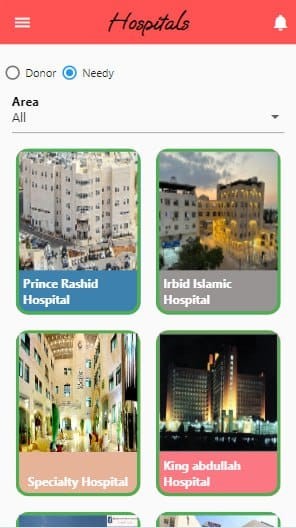 Hospitals
Donor
Needy
Area
All
Prince Rashid
Hospital
Irbid Islamic
Hospital
Specialty Hospital
King abdullah
Hospital